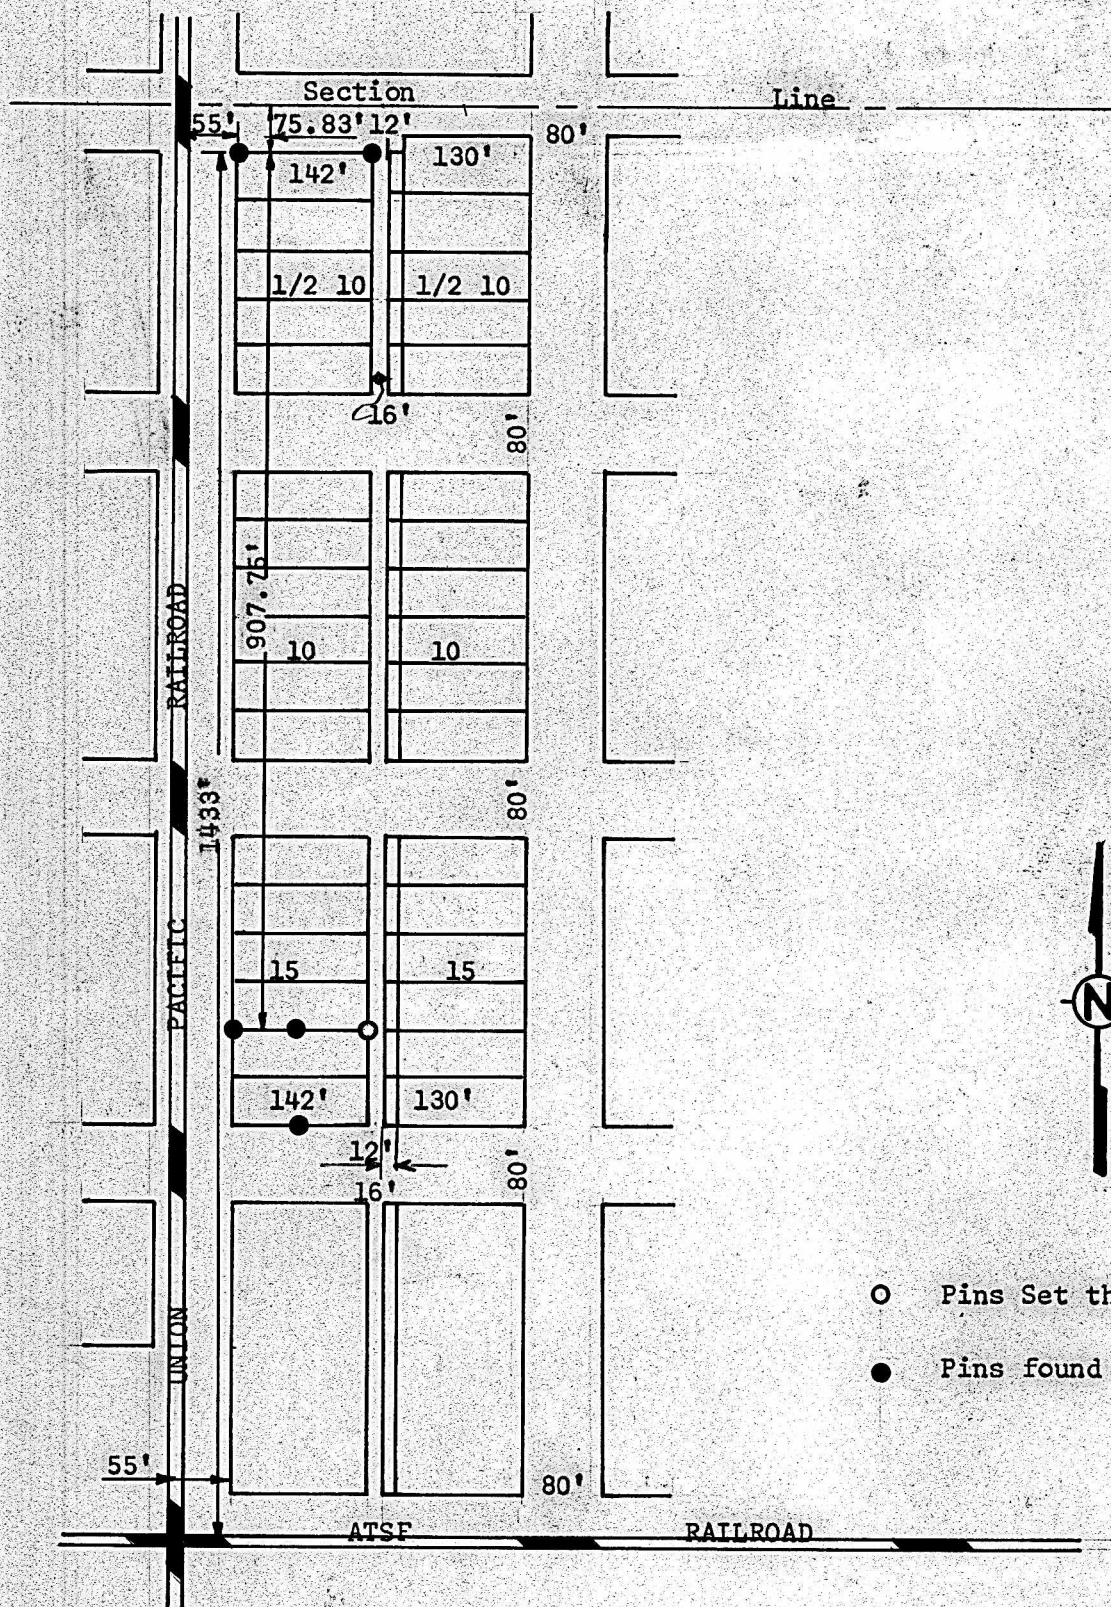 Section Line
55' 75.83' 12' 80'
142' 130'
1/2 10 1/2 10
16'
80'
907.75'
RAILROAD
10 10
80'
1433'
PACIFIC
15 15
N
142' 130'
12'
80'
16'
Pins Set
UNION
Pins found
55'
80'
ATSF RAILROAD